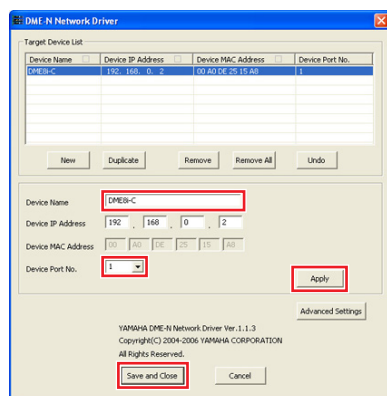 DME-N Network Driver
Target Device List
Device Name Device IP Address Device MAC Address Device Port No.
DME8i-C 192. 168. 0. 2 00 A0 DE 25 15 A8 1
New Duplicate Remove Remove All Undo
Device Name DME8i-C
Device IP Address 192 . 168 . 0 . 2
Device MAC Address 00 A0 DE 25 15 A8
Device Port No. 1
Apply
Advanced Settings
YAMAHA DME-N Network Driver Ver.1.1.3
Copyright(C) 2004-2006 YAMAHA CORPORATION
All Rights Reserved.
Save and Close Cancel